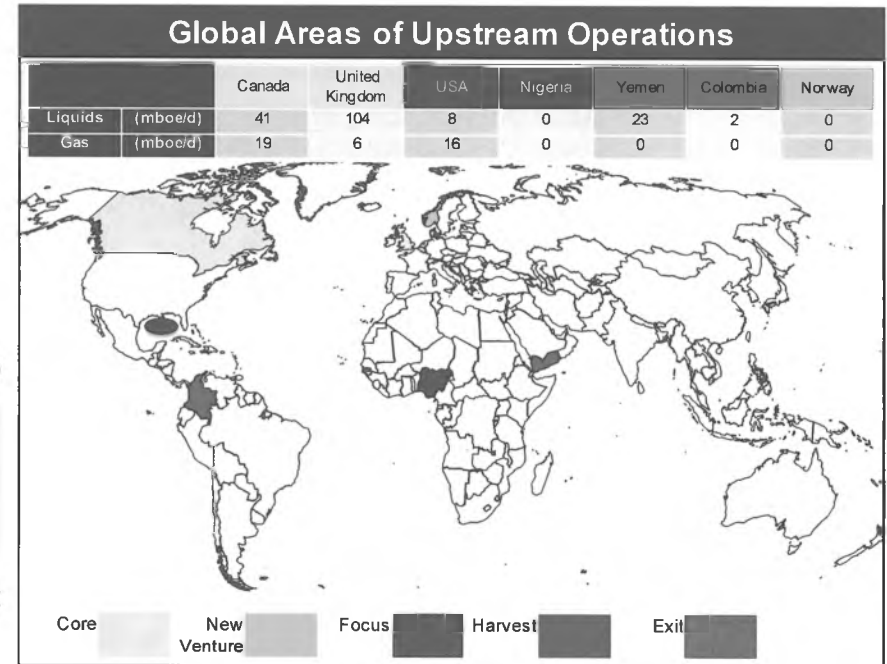 Global Areas of Upstream Operations
Canada United Kingdom USA Nigeria Yemen Colombia Norway
Liquids (mboe/d) 41 104 8 0 23 2 0
Gas (mboe/d) 19 6 16 0 0 0 0
Core New Venture Focus Harvest Exit